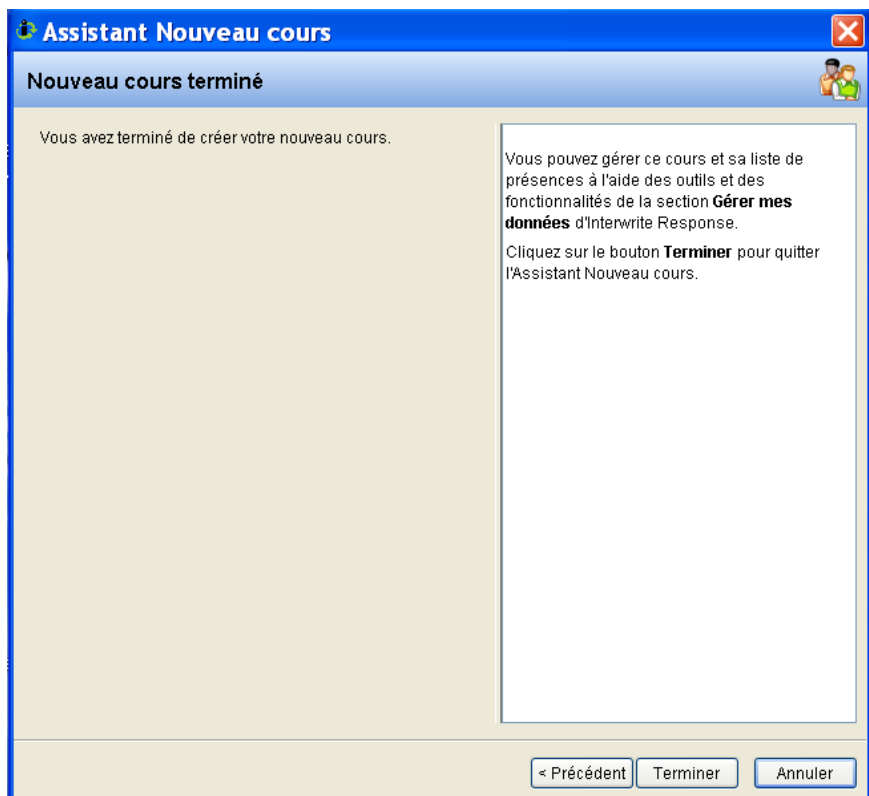 Assistant Nouveau cours
Nouveau cours terminé
Vous avez terminé de créer votre nouveau cours.
Vous pouvez gérer ce cours et sa liste de
présences à l'aide des outils et des
fonctionnalités de la section Gérer mes
données d'Interwrite Response.
Cliquez sur le bouton Terminer pour quitter
l'Assistant Nouveau cours.
< Précédent
Terminer
Annuler